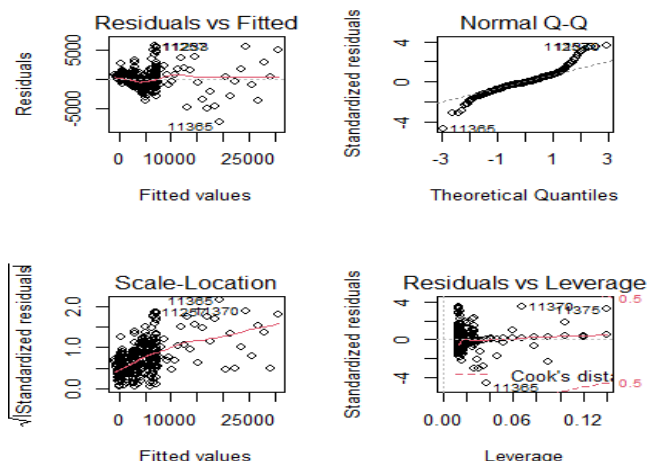 Residuals vs Fitted
Residuals
5000
-5000
0 10000 25000
Fitted values
11365
Normal Q-Q
Standardized residuals
4
0
-4
-3 -1 1 3
Theoretical Quantiles
11365
Scale-Location
√|Standardized residuals
2.0
1.0
0.0
0 10000 25000
Fitted values
11365
11370
Residuals vs Leverage
Standardized residuals
4
0
-4
0.00 0.06 0.12
Leverage
11370
11375
11365
Cook's dista
0.5
0.5